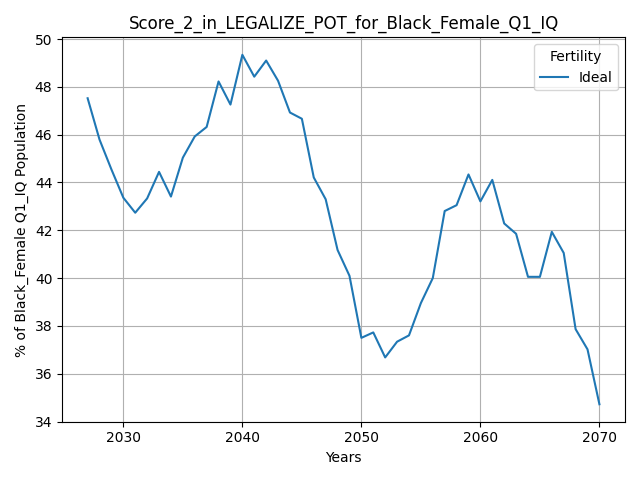 Score_2_in_LEGALIZE_POT_for_Black_Female_Q1_IQ
% of Black_Female Q1_IQ Population
50
48
46
44
42
40
38
36
34
Fertility
Ideal
2030 2040 2050 2060 2070
Years